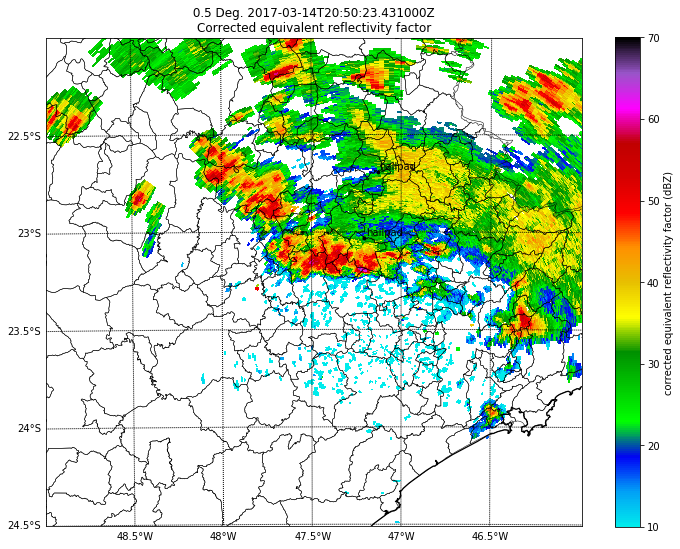 0.5 Deg. 2017-03-14T20:50:23.431000Z
Corrected equivalent reflectivity factor
22.5°S
23°S
23.5°S
24°S
24.5°S
48.5°W
48°W
47.5°W
47°W
46.5°W
hailpad
hailpad
70
60
50
40
30
20
10
corrected equivalent reflectivity factor (dBZ)